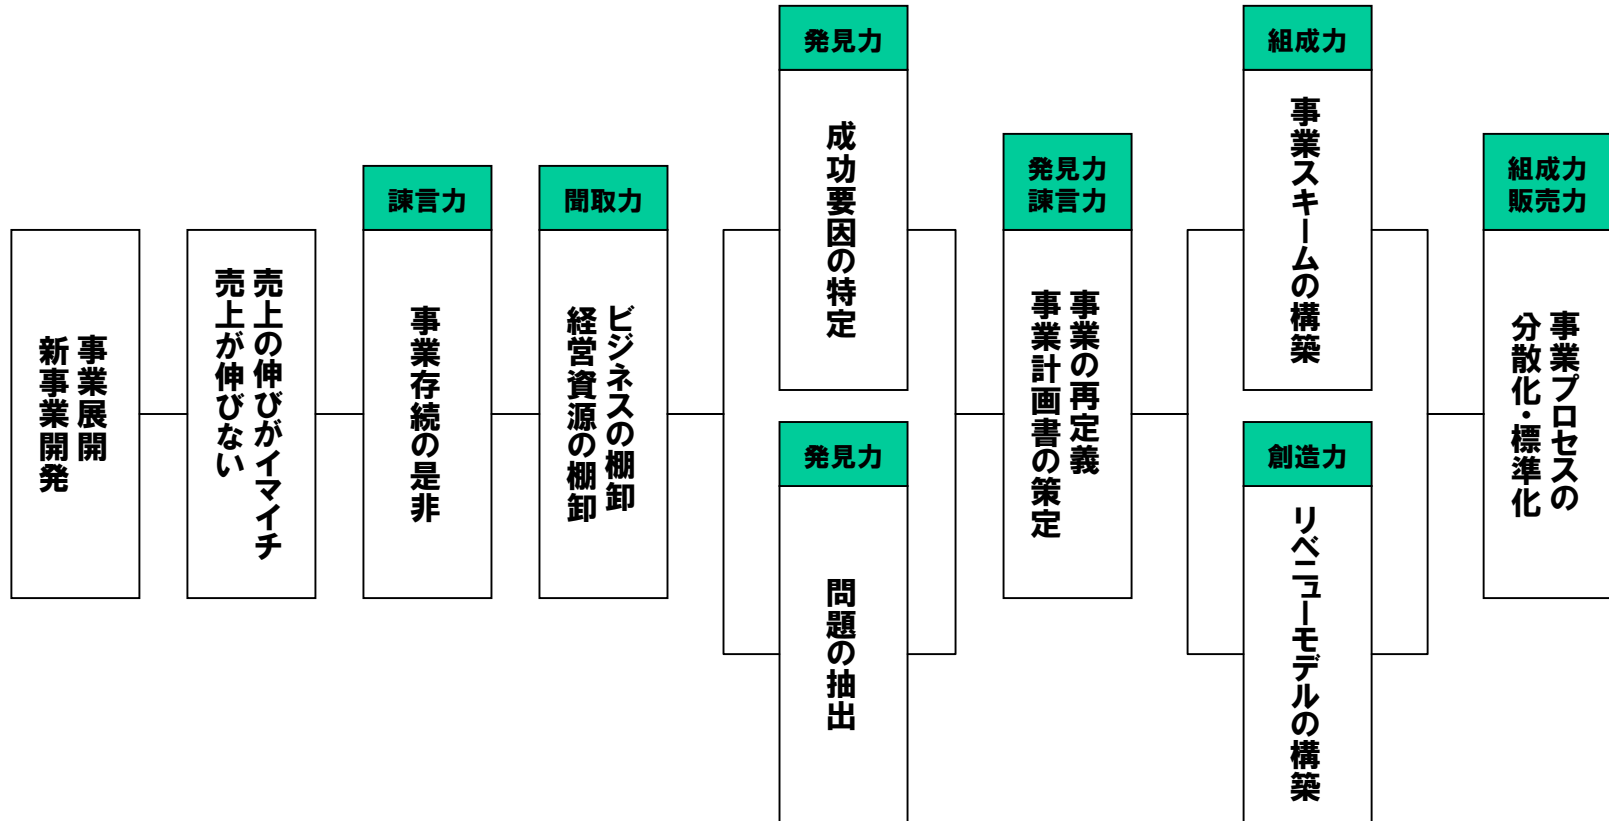 事業展開
新事業開発
売上の伸びがイマイチ
売上が伸びない
諫言力
事業存続の是非
聞取力
ビジネスの棚卸
経営資源の棚卸
発見力
成功要因の特定
発見力
問題の抽出
発見力
諫言力
事業の再定義
事業計画書の策定
組成力
事業スキームの構築
創造力
リベニューモデルの構築
組成力
販売力
事業プロセスの
分散化・標準化